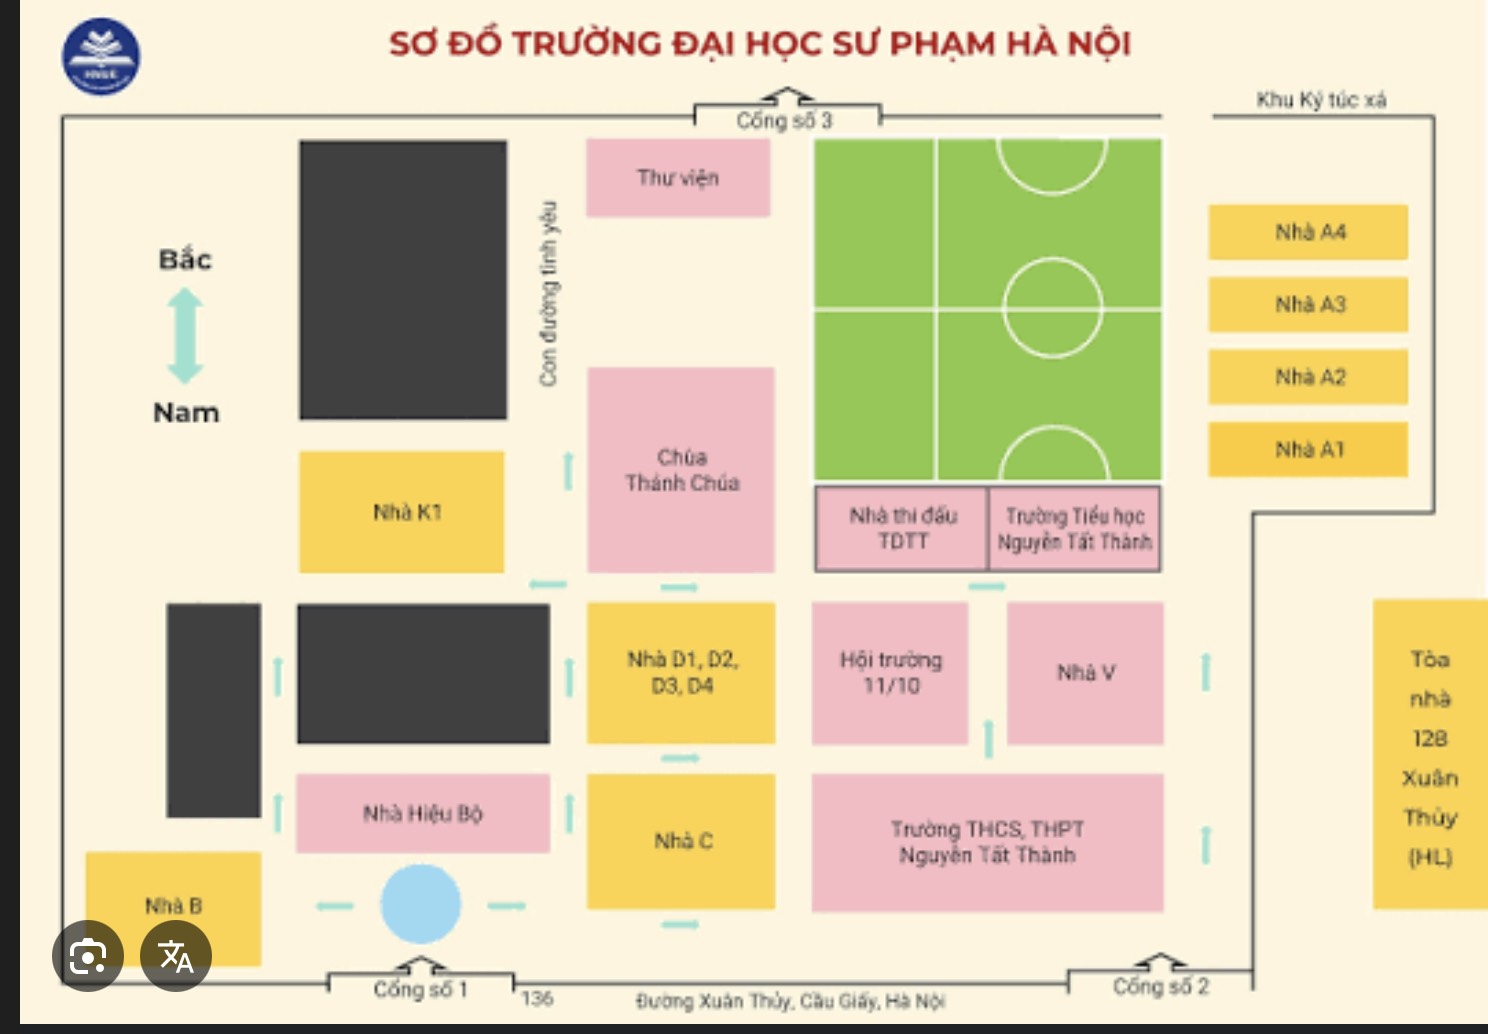 HNUE
SƠ ĐỒ TRƯỜNG ĐẠI HỌC SƯ PHẠM HÀ NỘI
Khu Ký túc xá
Cổng số 3
Thư viện
Con đường tình yêu
Bắc
Nam
Nhà A4
Nhà A3
Nhà A2
Nhà A1
Chùa
Thánh Chúa
Nhà K1
Nhà thi đấu
TDTT
Trường Tiểu học
Nguyễn Tất Thành
Nhà D1, D2,
D3, D4
Hội trường
11/10
Nhà V
Tòa
nhà
128
Xuân
Thủy
(HL)
Nhà Hiệu Bộ
Nhà C
Trường THCS, THPT
Nguyễn Tất Thành
Nhà B
Cổng số 1
136
Đường Xuân Thủy, Cầu Giấy, Hà Nội
Cổng số 2